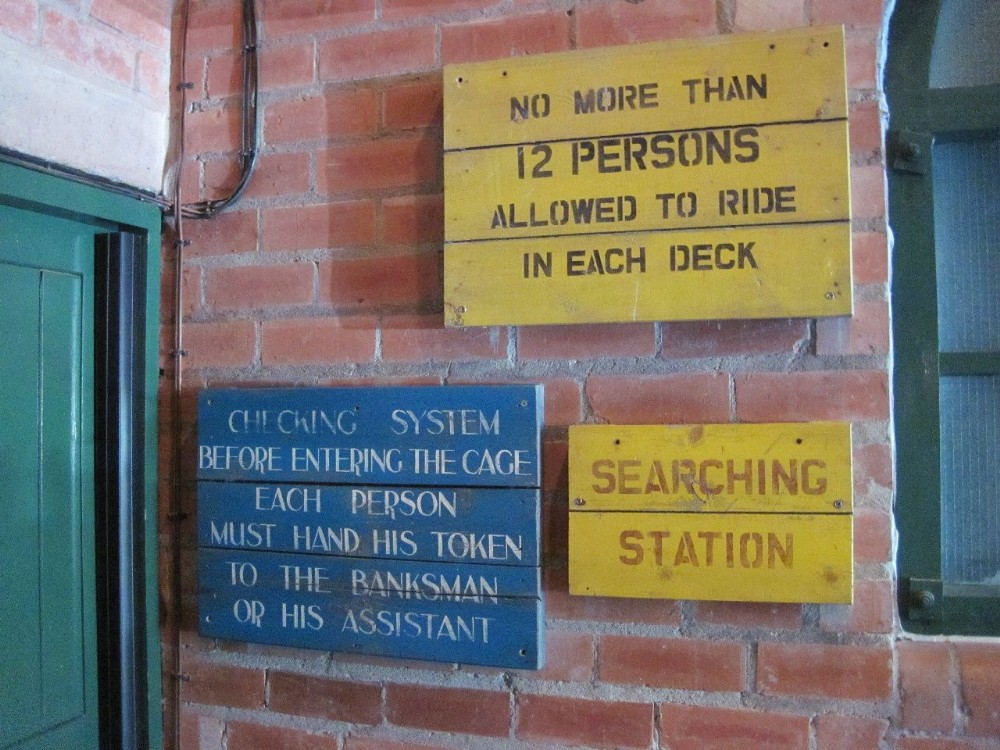 NO MORE THAN
12 PERSONS
ALLOWED TO RIDE
IN EACH DECK
CHECKING SYSTEM
BEFORE ENTERING THE CAGE
EACH PERSON
MUST HAND HIS TOKEN
TO THE BANKSMAN
OR HIS ASSISTANT
SEARCHING
STATION